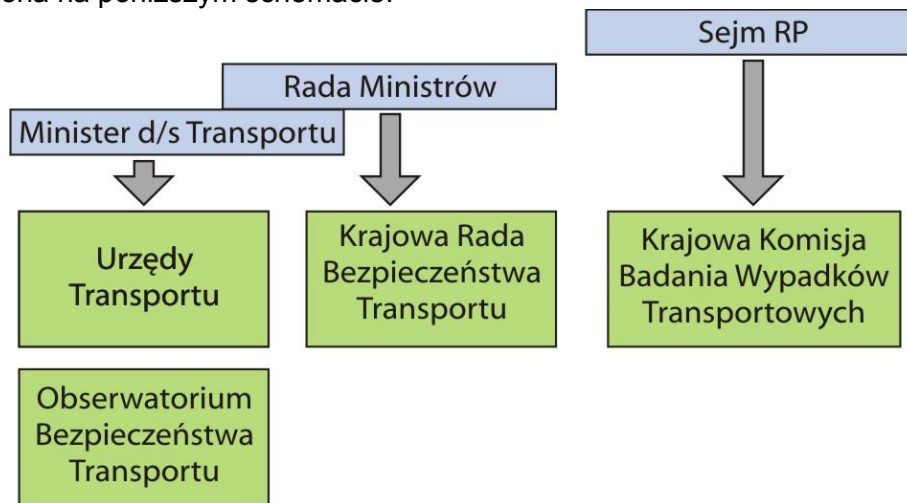 Sejm RP
Rada Ministrów
Minister d/s Transportu
Urzędy
Transportu
Krajowa Rada
Bezpieczeństwa
Transportu
Krajowa Komisja
Badania Wypadków
Transportowych
Obserwatorium
Bezpieczeństwa
Transportu